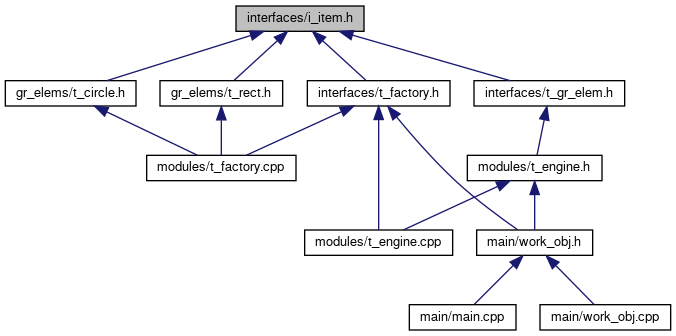 interfaces/i_item.h
gr_elems/t_circle.h
gr_elems/t_rect.h
interfaces/t_factory.h
interfaces/t_gr_elem.h
modules/t_factory.cpp
modules/t_engine.h
modules/t_engine.cpp
main/work_obj.h
main/main.cpp
main/work_obj.cpp